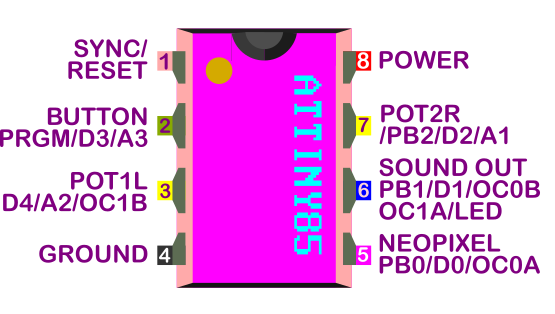 SYNC/
RESET
1
8
POWER
BUTTON
PRGM/D3/A3
2
7
POT2R
/PB2/D2/A1
POT1L
D4/A2/OC1B
3
6
SOUND OUT
PB1/D1/OC0B
OC1A/LED
GROUND
4
5
NEOPIXEL
PB0/D0/OC0A
ATTINY85